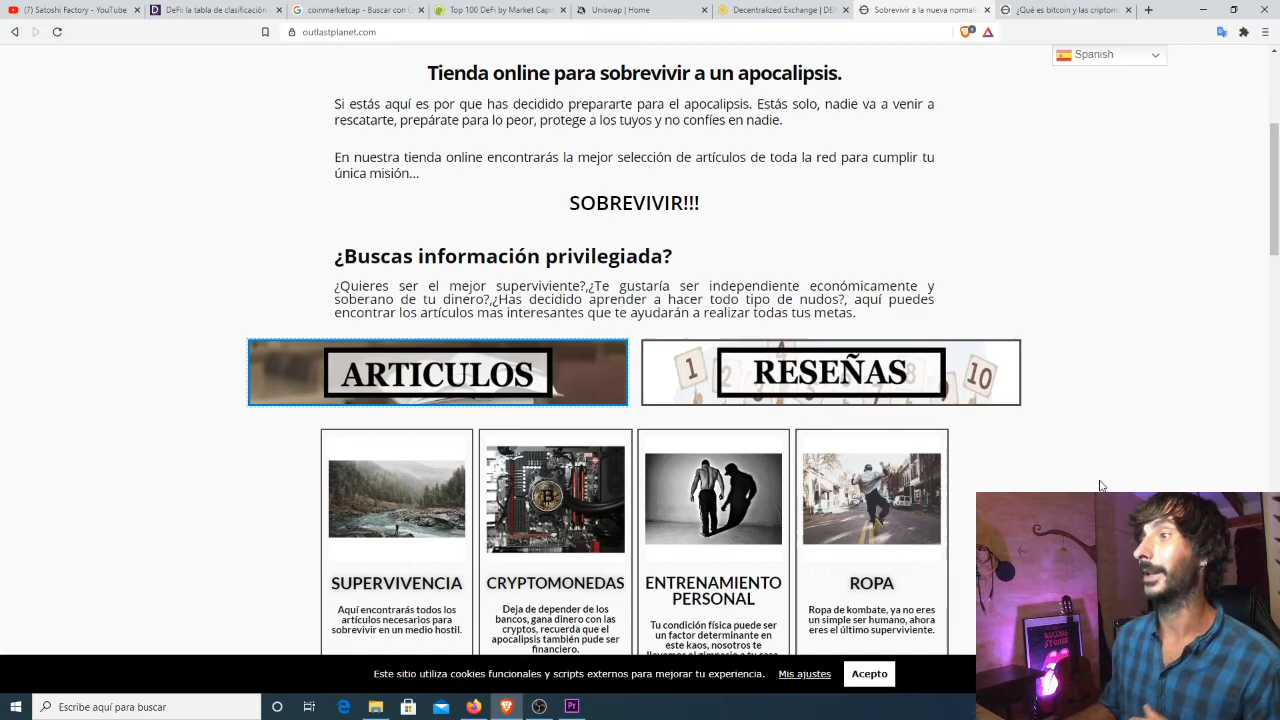 (7) Satoshi Factory - YouTube
DeFi: la tabla de clasificación
coinmarketcap - Buscar con G
Top 100 DeFi by Market Capi
Uniswap | Home
Decentralized Exchange | DE
Sobrevivir a la nueva normali
¿Qué es bitcoin y las criptom
outlastplanet.com
Spanish
Tienda online para sobrevivir a un apocalipsis.
Si estás aquí es por que has decidido prepararte para el apocalipsis. Estás solo, nadie va a venir a
rescatarte, prepárate para lo peor, protege a los tuyos y no confíes en nadie.
En nuestra tienda online encontrarás la mejor selección de artículos de toda la red para cumplir tu
única misión...
SOBREVIVIR!!!
¿Buscas información privilegiada?
¿Quieres ser el mejor superviviente?,¿Te gustaría ser independiente económicamente y
soberano de tu dinero?,¿Has decidido aprender a hacer todo tipo de nudos?, aquí puedes
encontrar los artículos mas interesantes que te ayudarán a realizar todas tus metas.
ARTICULOS
RESEÑAS
1
2
8
10
SUPERVIVENCIA
Aquí encontrarás todos los
artículos necesarios para
sobrevivir en un medio hostil.
CRYPTOMONEDAS
Deja de depender de los
bancos, gana dinero con las
cryptos, recuerda que el
apocalipsis también pude ser
financiero.
ENTRENAMIENTO
PERSONAL
Tu condición física puede ser
un factor determinante en
este kaos, nosotros te
ROPA
Ropa de kombate, ya no eres
un simple ser humano, ahora
eres el último superviviente.
Este sitio utiliza cookies funcionales y scripts externos para mejorar tu experiencia.
Mis ajustes
Acepto
Escribe aquí para buscar
Pr